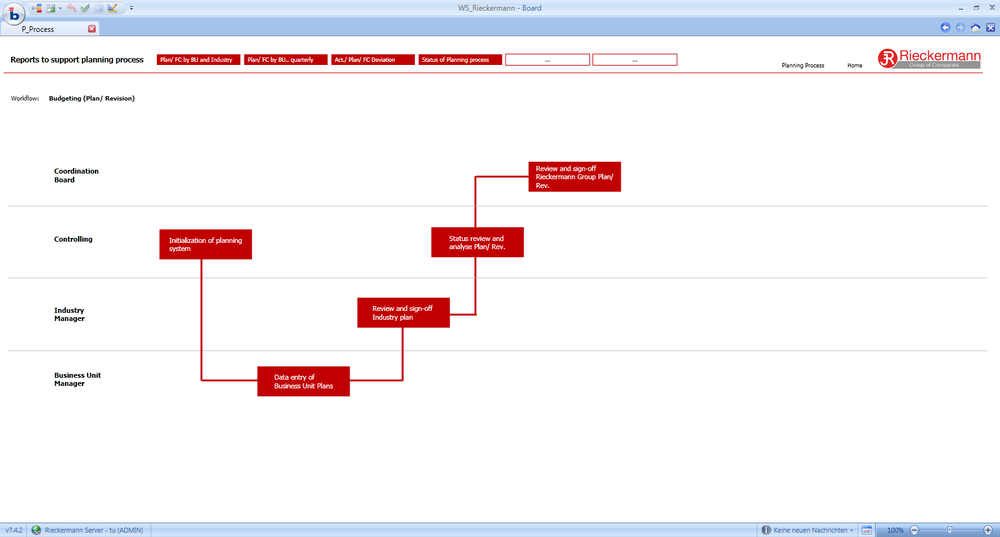 WS_Rieckermann - Board
P_Process
Reports to support planning process
Plan/ FC by BU and Industry
Plan/ FC by BU., quarterly
Act./ Plan/ FC Deviation
Status of Planning process
...
...
Planning Process
Home
JR Rieckermann
Group of Companies
Workflow:
Budgeting (Plan/ Revision)
Coordination
Board
Review and sign-off
Rieckermann Group Plan/
Rev.
Controlling
Initialization of planning
system
Status review and
analyse Plan/ Rev.
Industry
Manager
Review and sign-off
Industry plan
Business Unit
Manager
Data entry of
Business Unit Plans
v7.4.2
Rieckermann Server - tu (ADMIN)
Keine neuen Nachrichten
100%